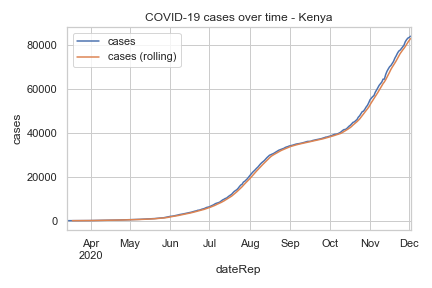 COVID-19 cases over time - Kenya
cases
cases (rolling)
80000
60000
40000
20000
0
cases
Apr May Jun Jul Aug Sep Oct Nov Dec
2020
dateRep